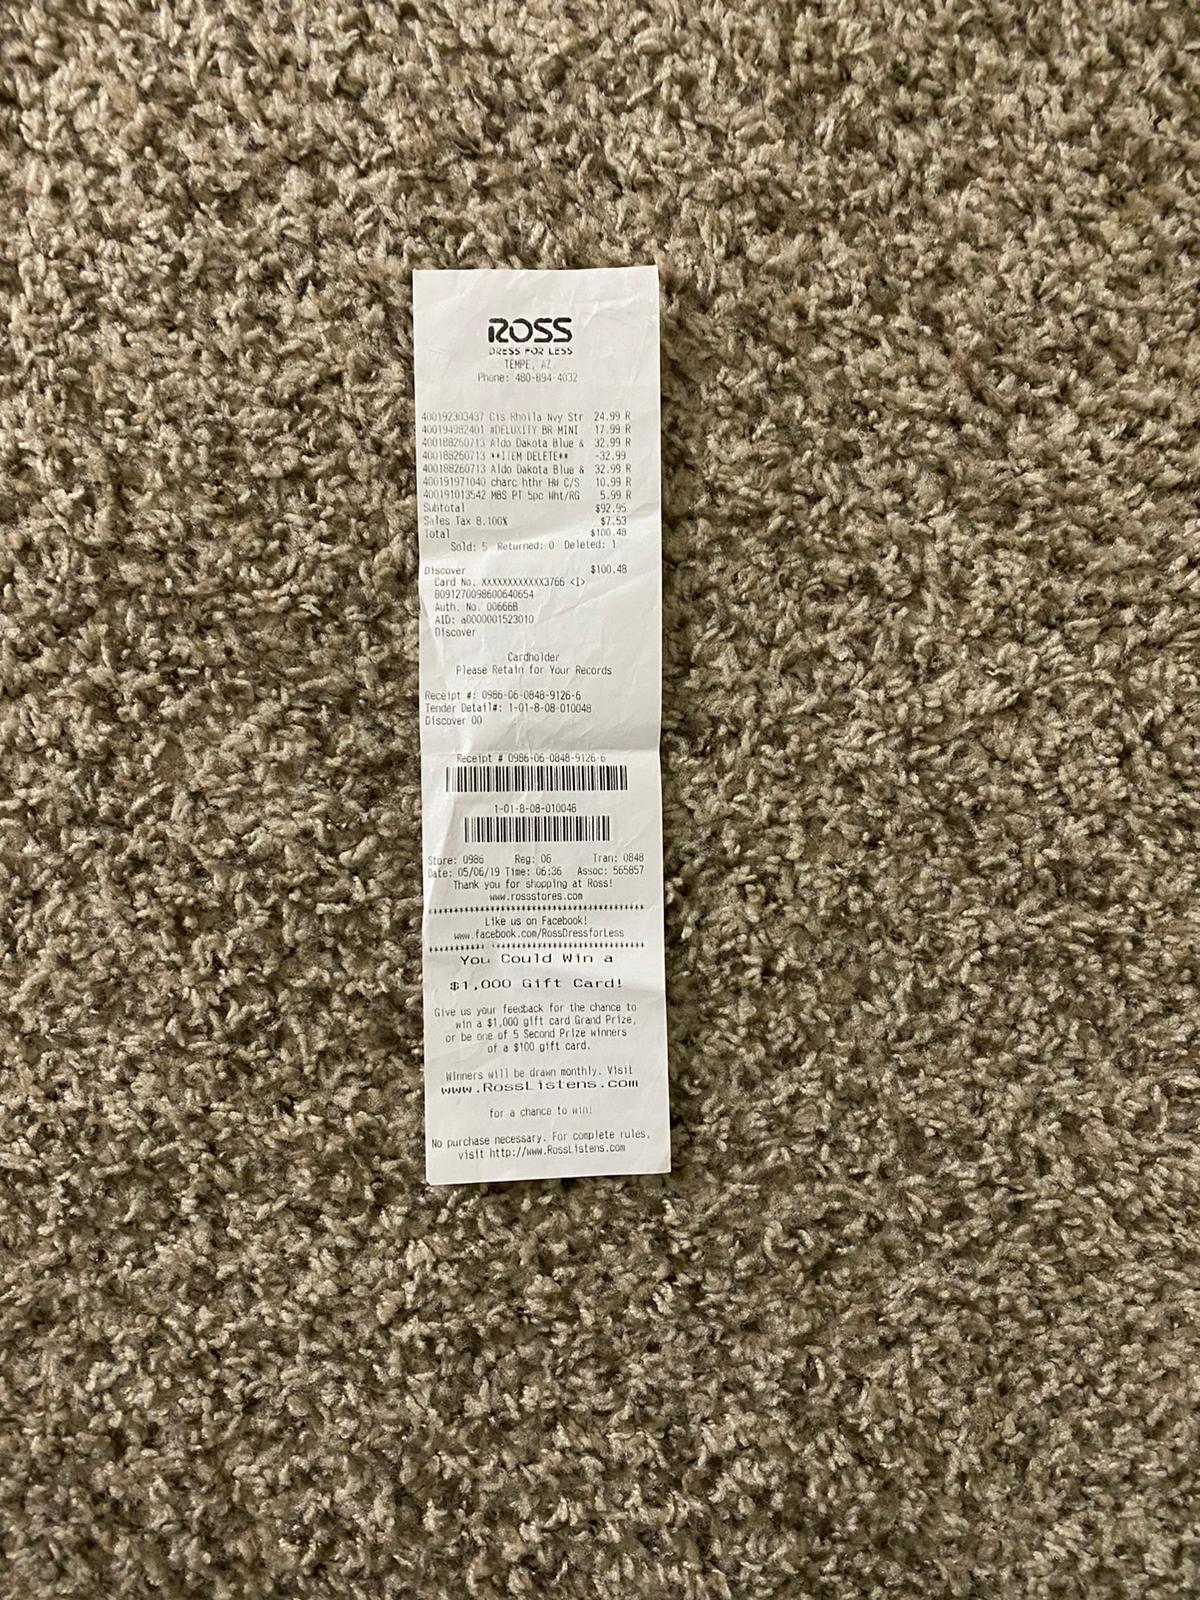 ROSS
DRESS FOR LESS
TEMPE, AZ
Phone: 480-894-4032
400192303437 Cis Rhoila Nvy Str 24.99 R
400194982401 #DELUXITY BR MINI 17.99 R
400188260713 Aldo Dakota Blue & 32.99 R
400188260713 **ITEM DELETE** -32.99
400188260713 Aldo Dakota Blue & 32.99 R
400191971040 charc hthr HW C/S 10.99 R
400191013542 MBS PT 5pc Wht/RG 5.99 R
Subtotal $92.95
Sales Tax 8.100% $7.53
Total $100.48
Sold: 5 Returned: 0 Deleted: 1
Discover $100.48
Card No. XXXXXXXXXXXX3766 <I>
B091270098600640654
Auth. No. 00666B
AID: a0000001523010
Discover
Cardholder
Please Retain for Your Records
Receipt #: 0986-06-0848-9126-6
Tender Detail#: 1-01-8-08-010048
Discover 00
Receipt # 0986-06-0848-9126-6
1-01-8-08-010048
Store: 0986 Reg: 06 Tran: 0848
Date: 05/06/19 Time: 06:36 Assoc: 565857
Thank you for shopping at Ross!
www.rossstores.com
Like us on Facebook!
www.facebook.com/RossDressforLess
You Could Win a
$1,000 Gift Card!
Give us your feedback for the chance to
win a $1,000 gift card Grand Prize,
or be one of 5 Second Prize winners
of a $100 gift card.
Winners will be drawn monthly. Visit
www.RossListens.com
for a chance to win!
No purchase necessary. For complete rules,
visit http://www.RossListens.com